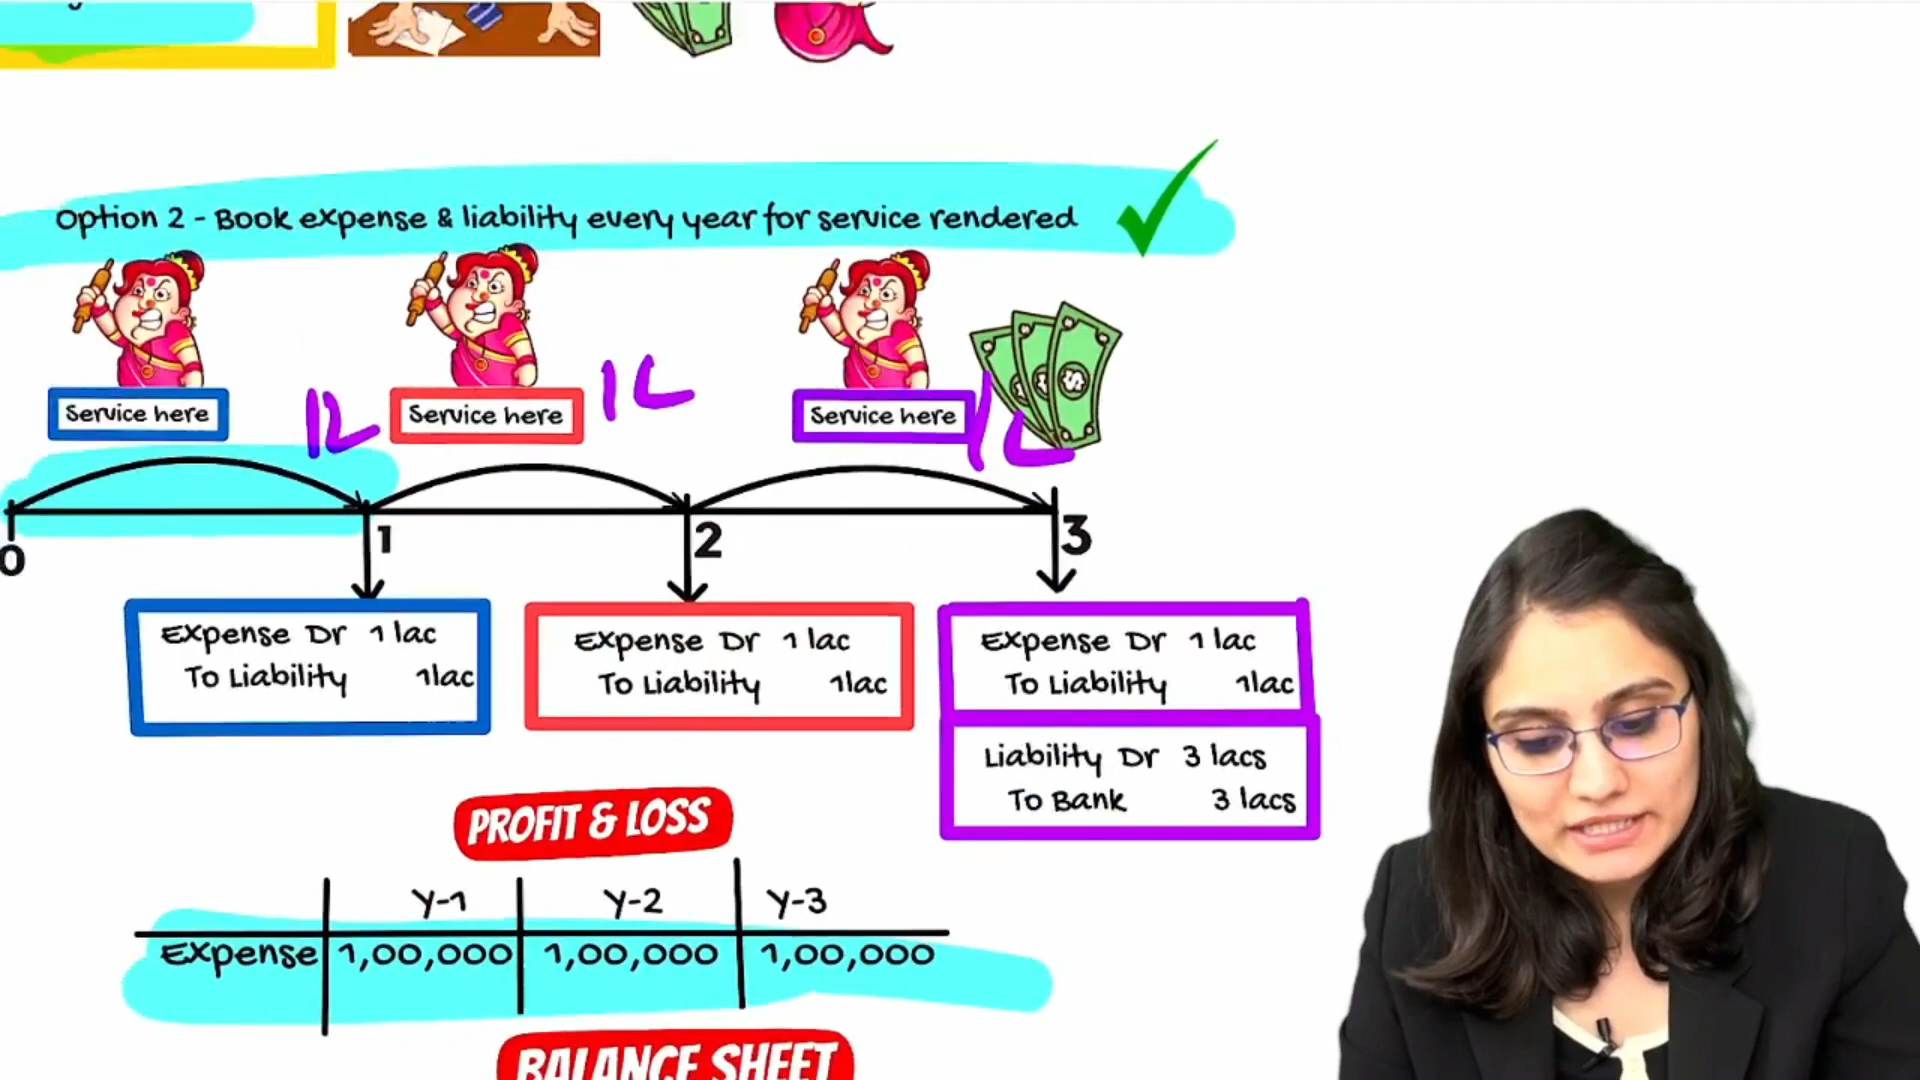 Option 2 - Book expense & liability every year for service rendered
Service here
1L
Service here
1L
Service here
1L
0
1
2
3
Expense Dr 1 lac
To Liability 1lac
Expense Dr 1 lac
To Liability 1lac
Expense Dr 1 lac
To Liability 1lac
Liability Dr 3 lacs
To Bank 3 lacs
PROFIT & LOSS
Y-1 Y-2 Y-3
Expense 1,00,000 1,00,000 1,00,000
BALANCE SHEET